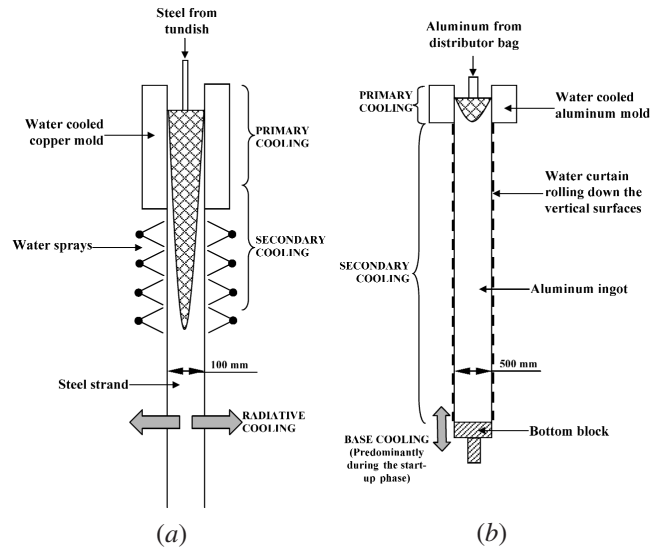 Steel from
tundish
Water cooled
copper mold
PRIMARY
COOLING
SECONDARY
COOLING
Water sprays
100 mm
Steel strand
RADIATIVE
COOLING
(a)
Aluminum from
distributor bag
PRIMARY
COOLING
Water cooled
aluminum mold
Water curtain
rolling down the
vertical surfaces
SECONDARY
COOLING
Aluminum ingot
500 mm
BASE COOLING
(Predominantly
during the start-
up phase)
Bottom block
(b)